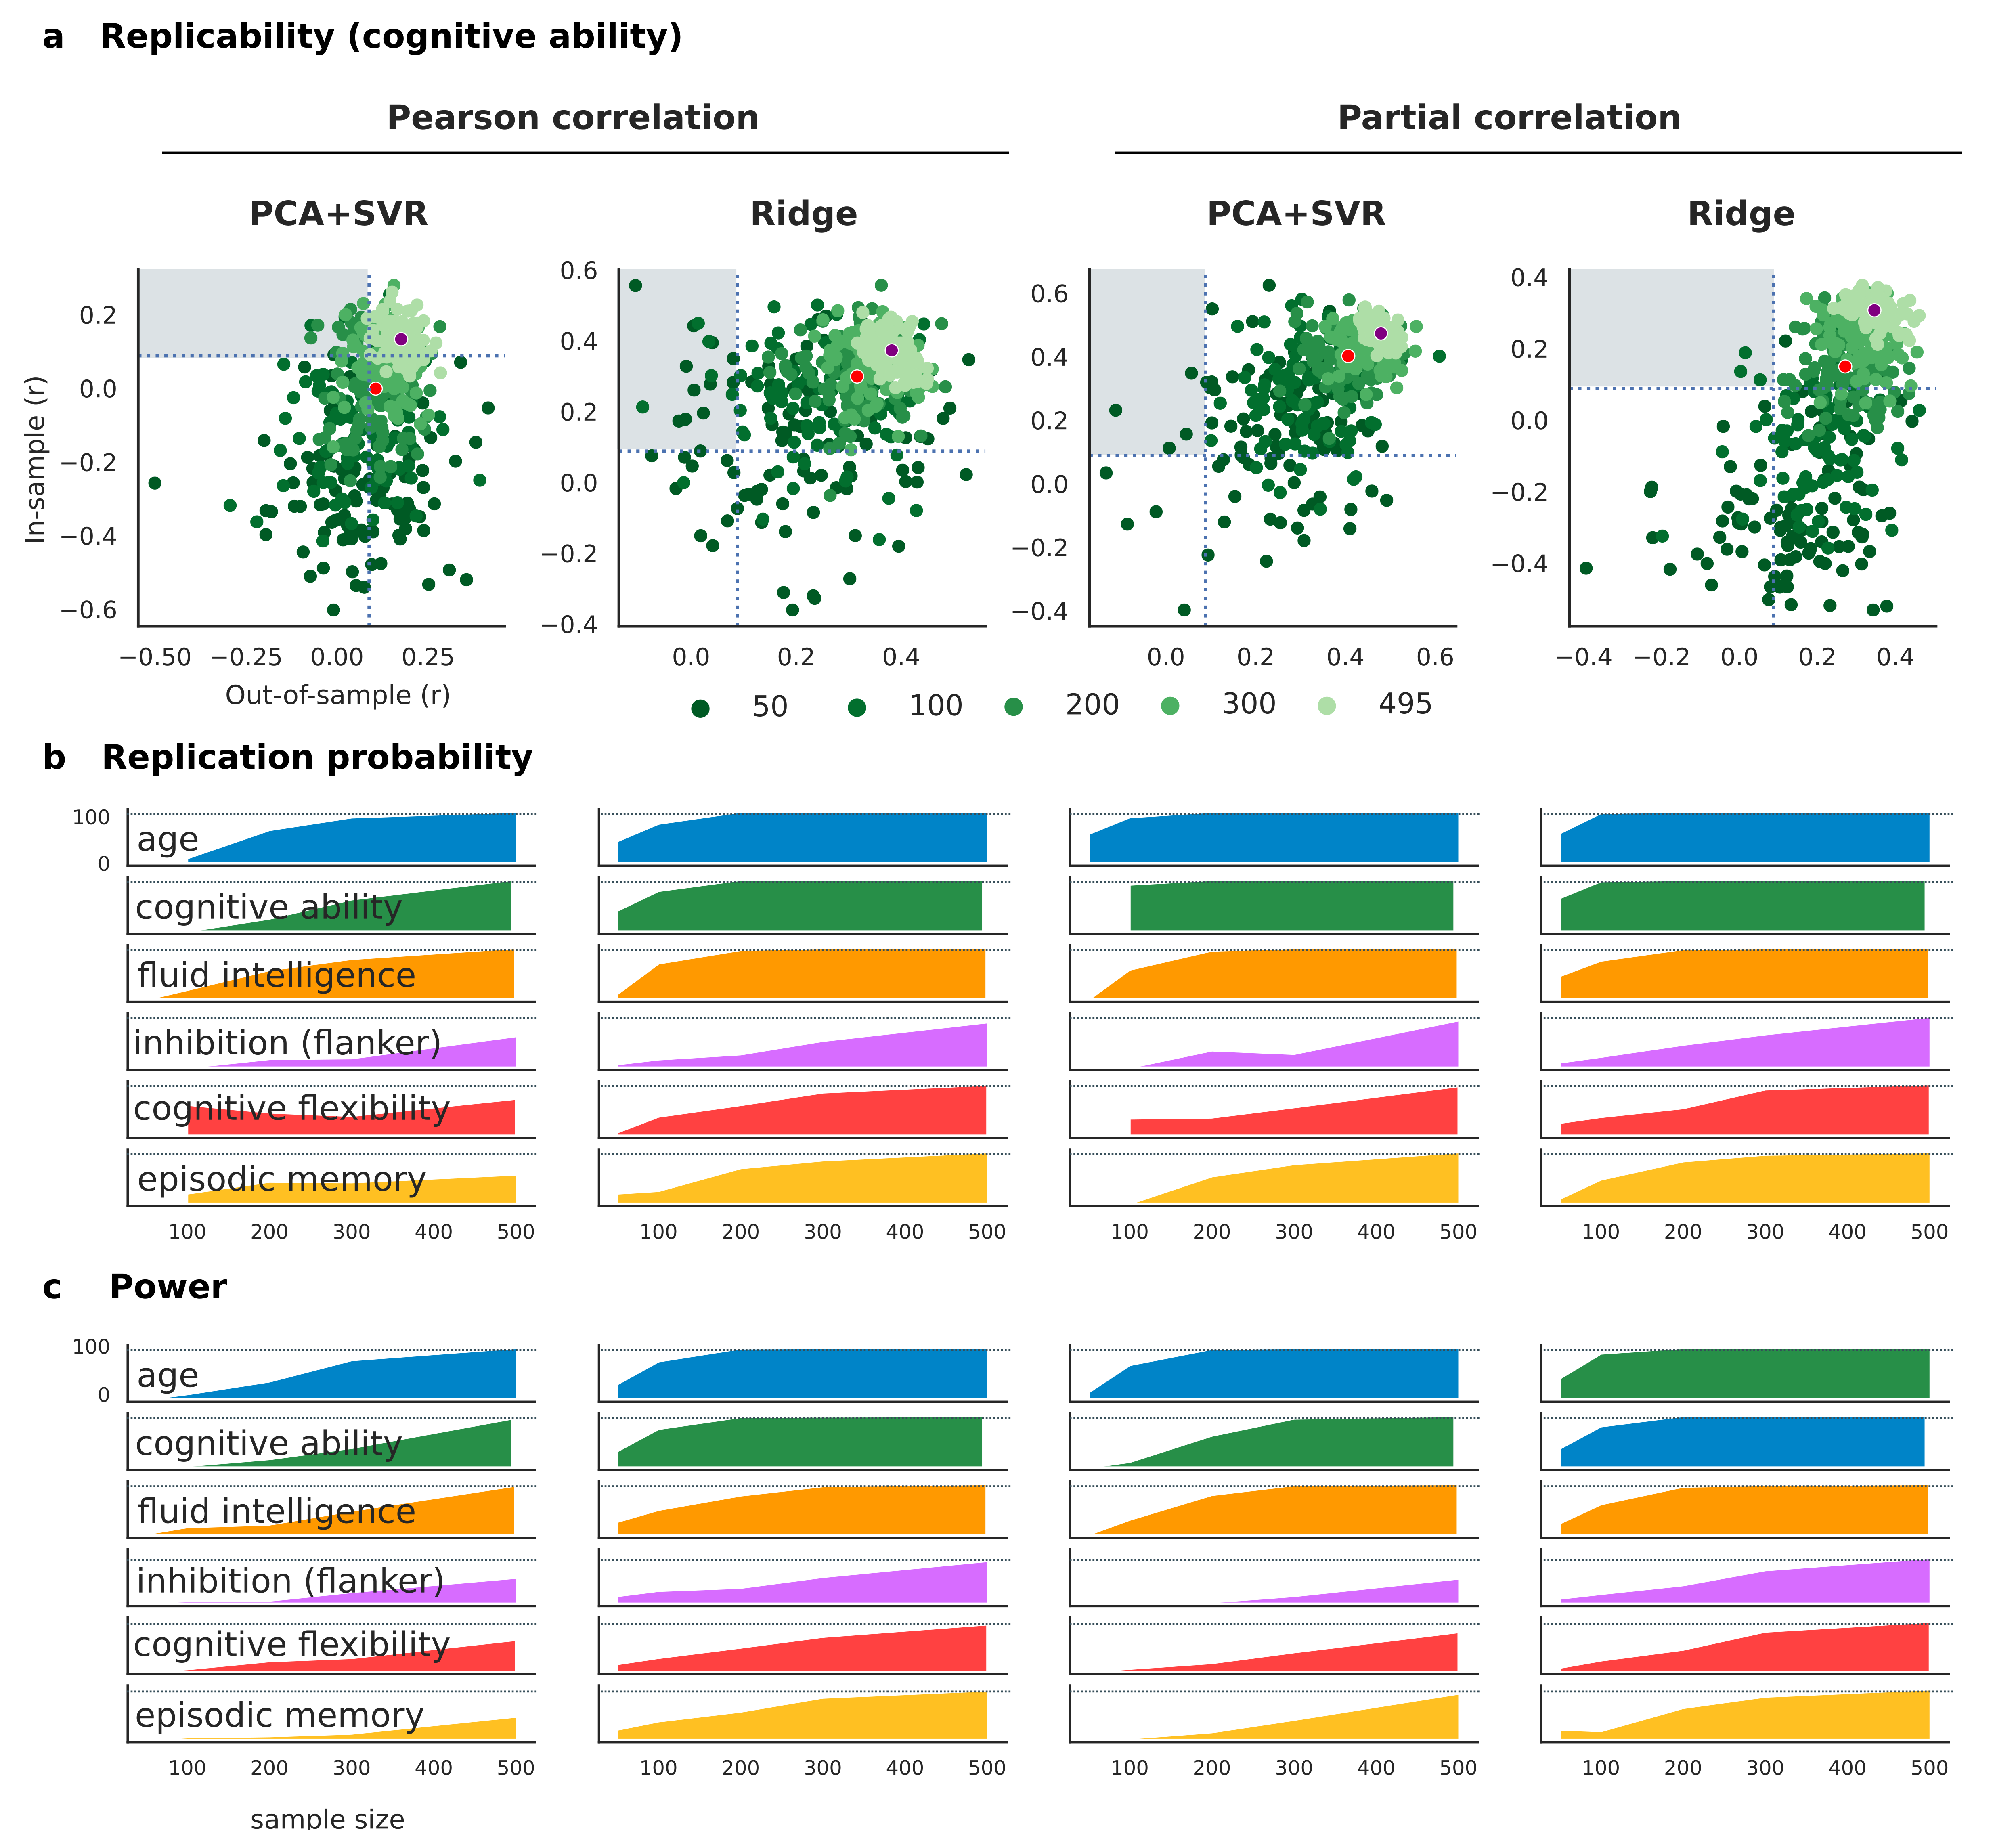 a Replicability (cognitive ability)
Pearson correlation
Partial correlation
PCA+SVR
Ridge
PCA+SVR
Ridge
In-sample (r)
0.2
0.0
−0.2
−0.4
−0.6
−0.50 −0.25 0.00 0.25
Out-of-sample (r)
0.6
0.4
0.2
0.0
−0.2
−0.4
0.0 0.2 0.4
0.6
0.4
0.2
0.0
−0.2
−0.4
0.0 0.2 0.4 0.6
0.4
0.2
0.0
−0.2
−0.4
−0.4 −0.2 0.0 0.2 0.4
50 100 200 300 495
b Replication probability
100
0
age
cognitive ability
fluid intelligence
inhibition (flanker)
cognitive flexibility
episodic memory
100 200 300 400 500
100 200 300 400 500
100 200 300 400 500
100 200 300 400 500
c Power
100
0
age
cognitive ability
fluid intelligence
inhibition (flanker)
cognitive flexibility
episodic memory
100 200 300 400 500
100 200 300 400 500
100 200 300 400 500
100 200 300 400 500
sample size